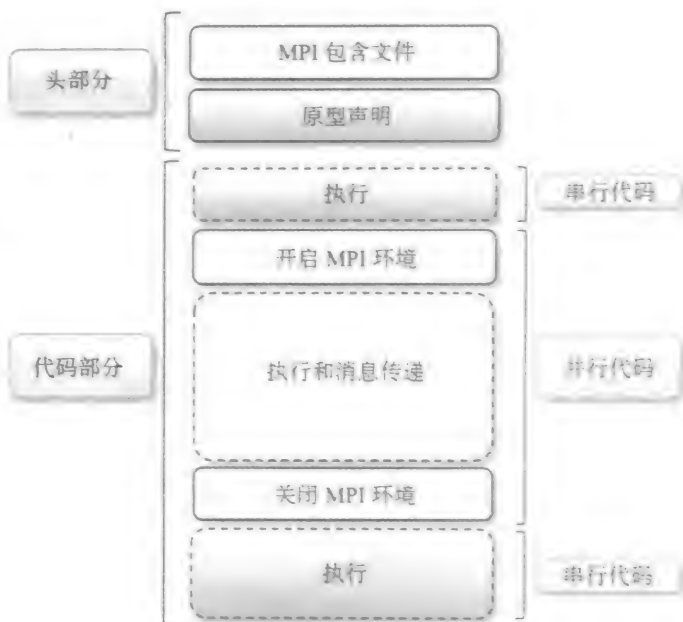 MPI 包含文件
头部分
原型声明
执行
串行代码
开启 MPI 环境
代码部分
执行和消息传递
并行代码
关闭 MPI 环境
执行
串行代码